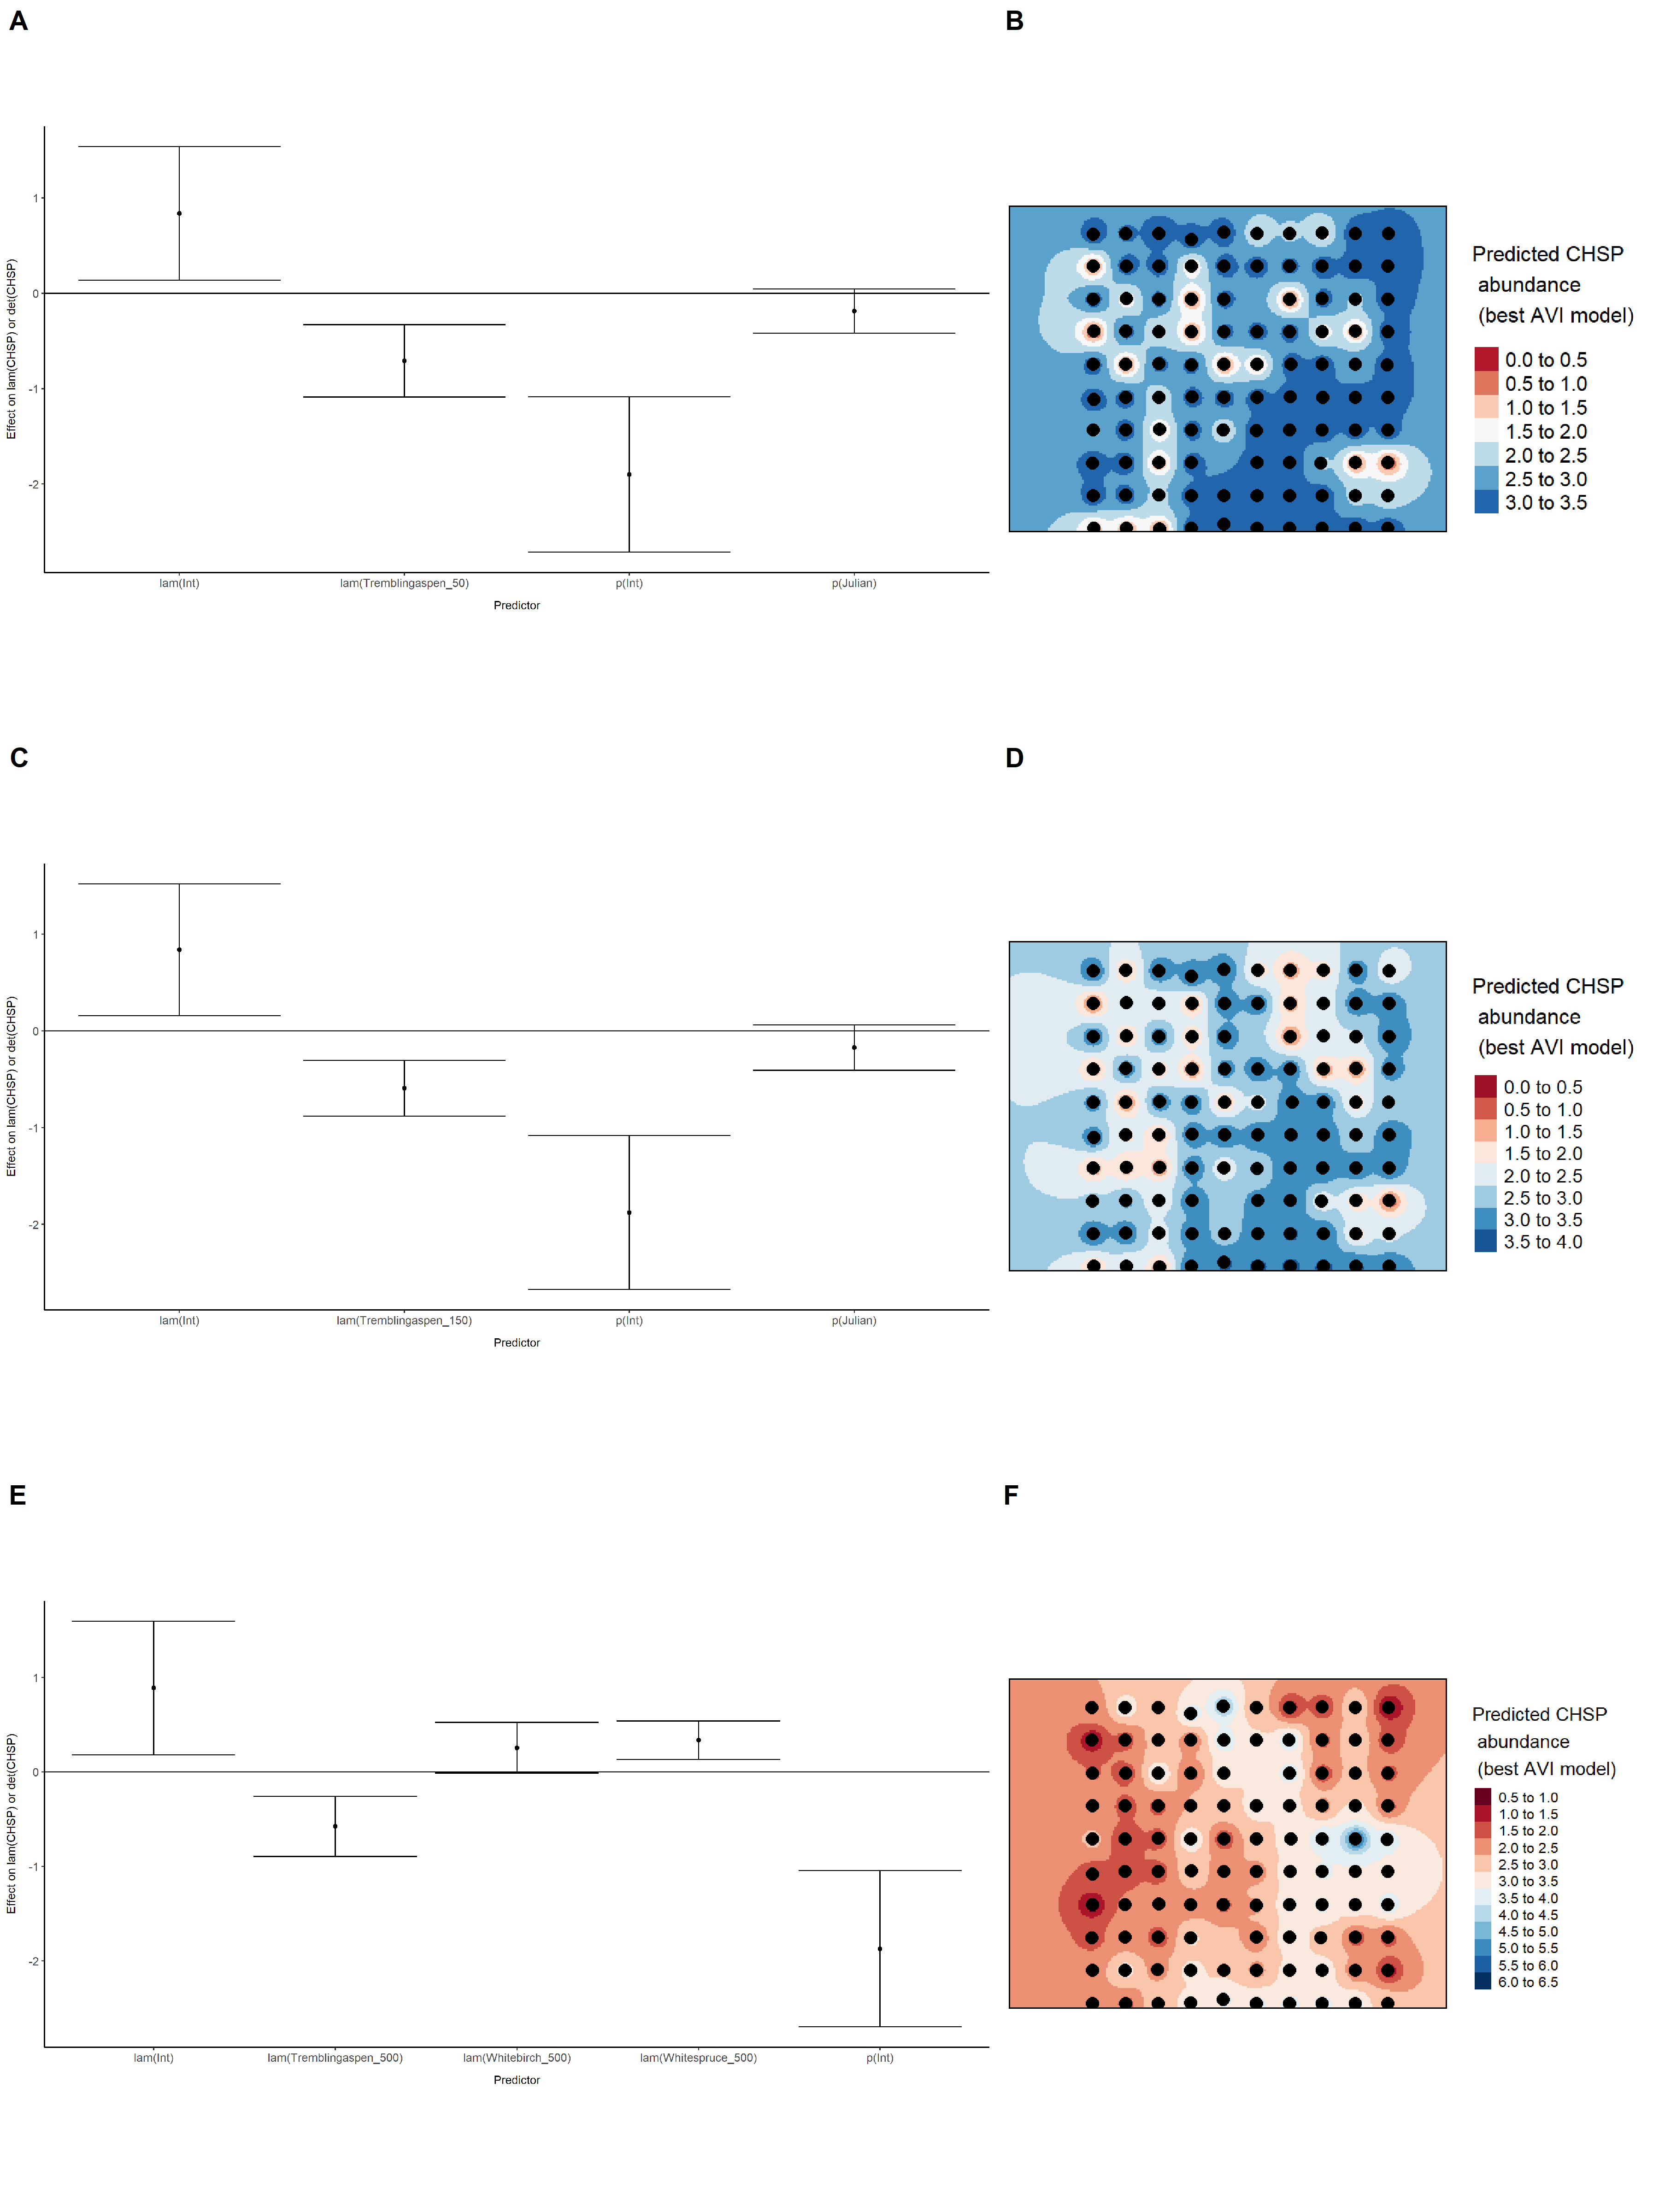 A
B
Effect on lam(CHSP) or det(CHSP)
1
0
-1
-2
lam(Int)
lam(Tremblingaspen_50)
p(Int)
p(Julian)
Predictor
Predicted CHSP
abundance
(best AVI model)
0.0 to 0.5
0.5 to 1.0
1.0 to 1.5
1.5 to 2.0
2.0 to 2.5
2.5 to 3.0
3.0 to 3.5
C
D
Effect on lam(CHSP) or det(CHSP)
1
0
-1
-2
lam(Int)
lam(Tremblingaspen_150)
p(Int)
p(Julian)
Predictor
Predicted CHSP
abundance
(best AVI model)
0.0 to 0.5
0.5 to 1.0
1.0 to 1.5
1.5 to 2.0
2.0 to 2.5
2.5 to 3.0
3.0 to 3.5
3.5 to 4.0
E
F
Effect on lam(CHSP) or det(CHSP)
1
0
-1
-2
lam(Int)
lam(Tremblingaspen_500)
lam(Whitebirch_500)
lam(Whitespruce_500)
p(Int)
Predictor
Predicted CHSP
abundance
(best AVI model)
0.5 to 1.0
1.0 to 1.5
1.5 to 2.0
2.0 to 2.5
2.5 to 3.0
3.0 to 3.5
3.5 to 4.0
4.0 to 4.5
4.5 to 5.0
5.0 to 5.5
5.5 to 6.0
6.0 to 6.5